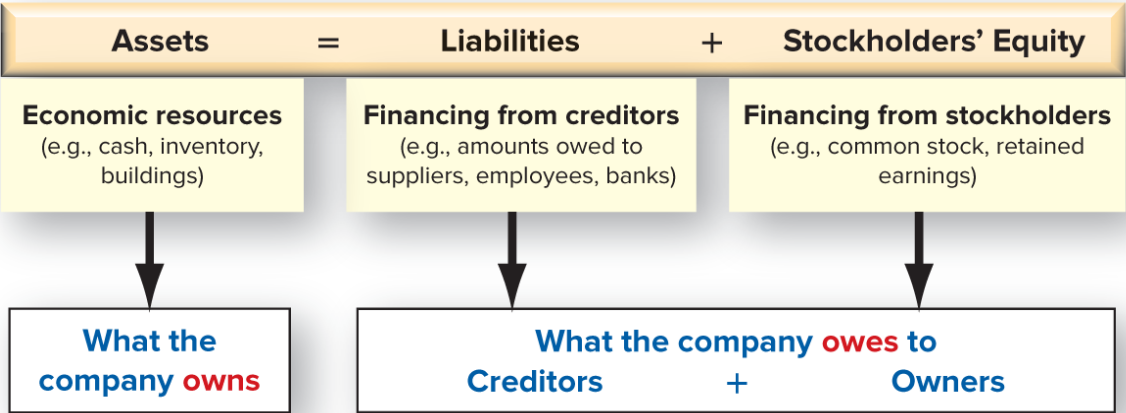 Assets = Liabilities + Stockholders’ Equity
Economic resources
(e.g., cash, inventory,
buildings)
Financing from creditors
(e.g., amounts owed to
suppliers, employees, banks)
Financing from stockholders
(e.g., common stock, retained
earnings)
What the
company owns
What the company owes to
Creditors + Owners